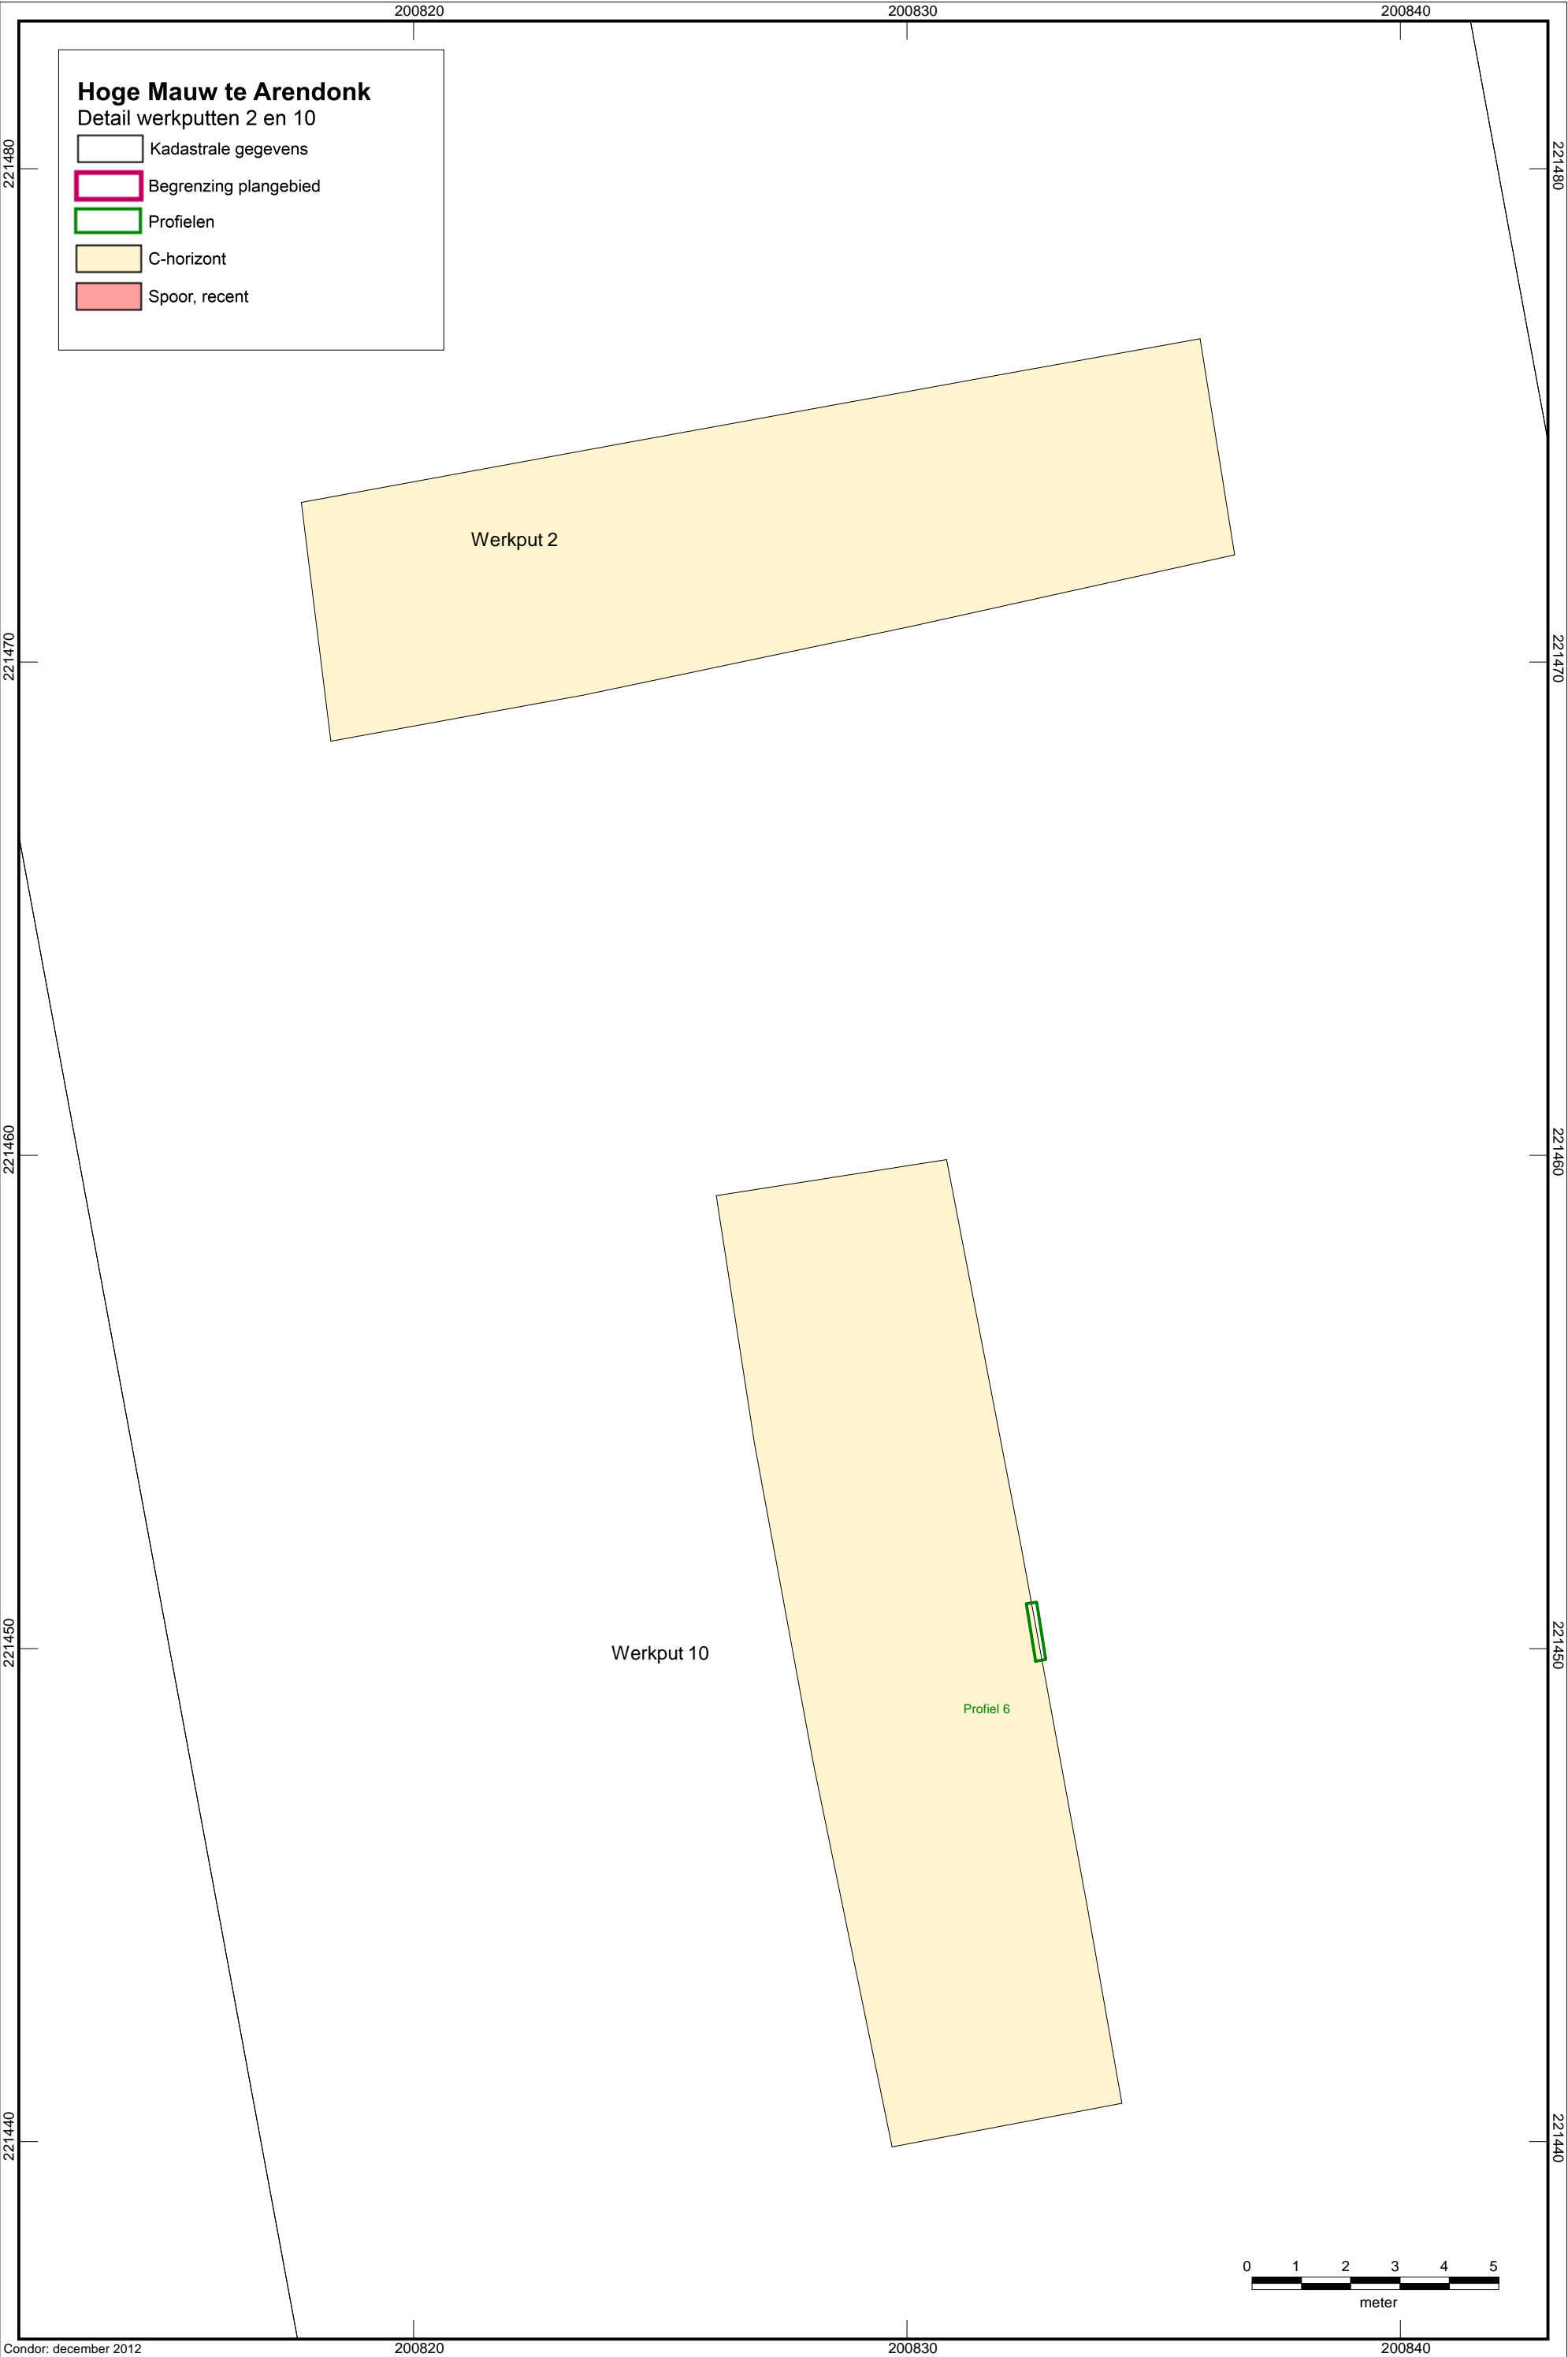 200820 200830 200840
Hoge Mauw te Arendonk
Detail werkputten 2 en 10
Kadastrale gegevens
Begrenzing plangebied
Profielen
C-horizont
Spoor, recent
221480 221480
Werkput 2
221470 221470
221460 221460
221450 221450
Werkput 10
Profiel 6
221440 221440
0 1 2 3 4 5
meter
Condor: december 2012
200820 200830 200840